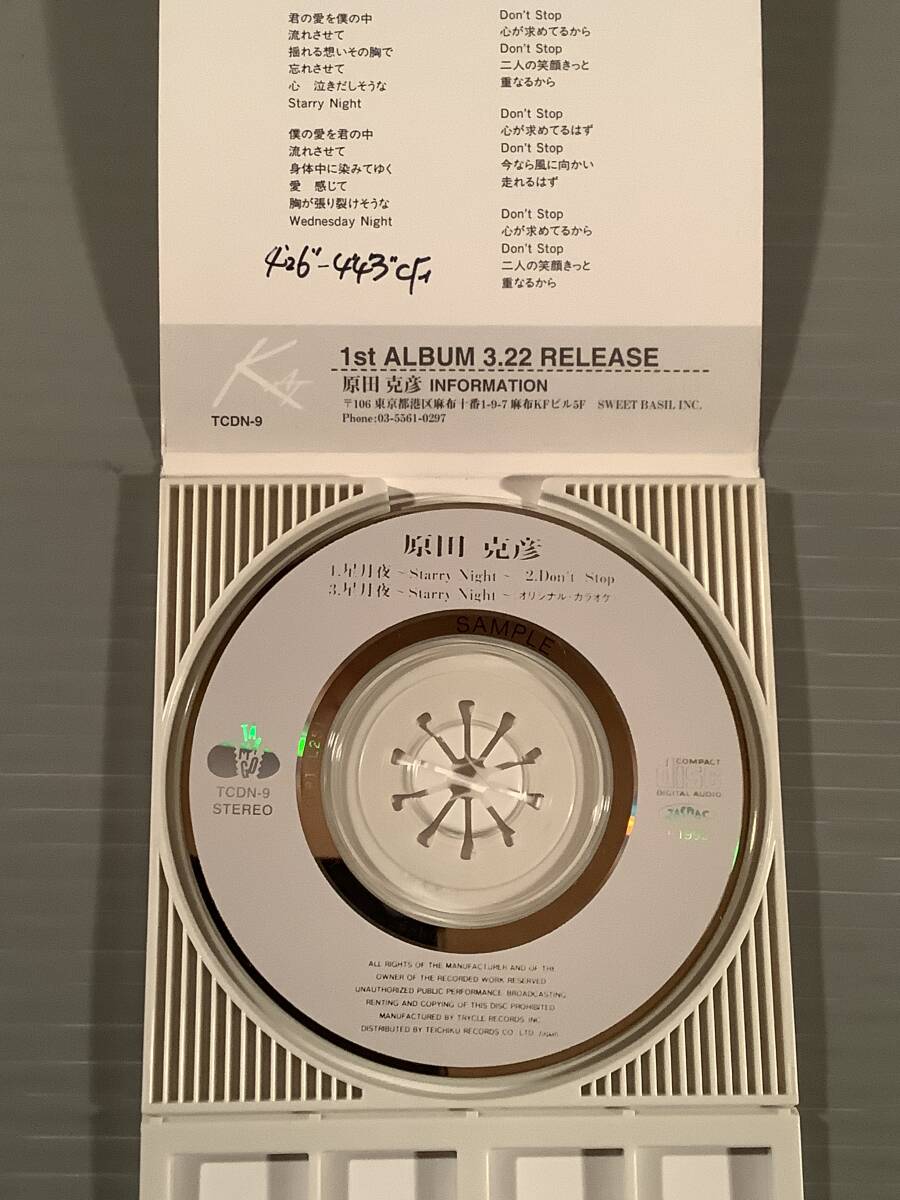 君の愛を僕の中
流れさせて
揺れる想いその胸で
忘れさせて
心　泣きだしそうな
Starry Night
僕の愛を君の中
流れさせて
身体中に染みてゆく
愛　感じて
胸が張り裂けそうな
Wednesday Night
4'26"-4'43"
Don't Stop
心が求めてるから
Don't Stop
二人の笑顔きっと
重なるから
Don't Stop
心が求めてるはず
Don't Stop
今なら風に向かい
走れるはず
Don't Stop
心が求めてるから
Don't Stop
二人の笑顔きっと
重なるから
TCDN-9
1st ALBUM 3.22 RELEASE
原田 克彦 INFORMATION
〒106 東京都港区麻布十番1-9-7 麻布KFビル5F　SWEET BASIL INC.
Phone:03-5561-0297
原田 克彦
1.星月夜～Starry Night～ 2.Don't Stop
3.星月夜～Starry Night～オリジナル・カラオケ
SAMPLE
TCDN-9
STEREO
COMPACT
DISC
DIGITAL AUDIO
ALL RIGHTS OF THE MANUFACTURER AND OF THE
OWNER OF THE RECORDED WORK RESERVED
UNAUTHORIZED PUBLIC PERFORMANCE BROADCASTING
RENTING AND COPYING OF THIS DISC PROHIBITED
MANUFACTURED BY TRYCLE RECORDS INC
DISTRIBUTED BY TEICHIKU RECORDS CO. LTD. Japan